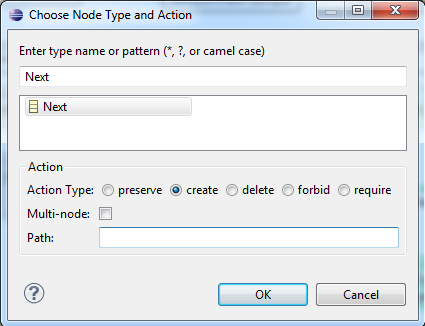 Choose Node Type and Action
Enter type name or pattern (*, ?, or camel case)
Next
Next
Action
Action Type: preserve create delete forbid require
Multi-node:
Path:
? OK Cancel